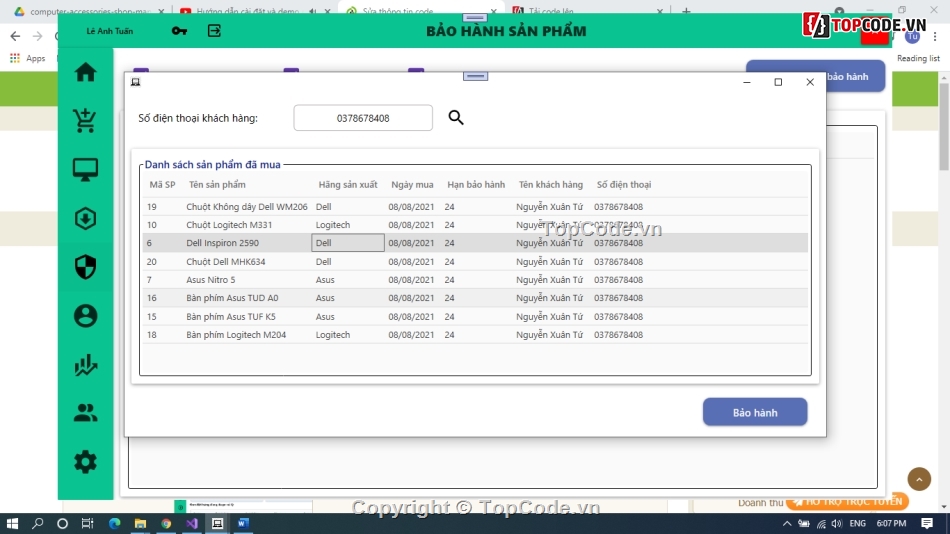 computer-accessories-shop-ma
Hướng dẫn cài đặt và dem
Sửa thông tin code
Tải code lên
Lê Anh Tuấn
BẢO HÀNH SẢN PHẨM
TOPCODE.VN
Apps
Reading list
bảo hành
Số điện thoại khách hàng:
0378678408
Danh sách sản phẩm đã mua
Mã SP Tên sản phẩm Hãng sản xuất Ngày mua Hạn bảo hành Tên khách hàng Số điện thoại
19 Chuột Không dây Dell WM206 Dell 08/08/2021 24 Nguyễn Xuân Tứ 0378678408
10 Chuột Logitech M331 Logitech 08/08/2021 24 Nguyễn Xuân Tứ 0378678408
TopCode.vn
6 Dell Inspiron 2590 Dell 08/08/2021 24 Nguyễn Xuân Tứ 0378678408
20 Chuột Dell MHK634 Dell 08/08/2021 24 Nguyễn Xuân Tứ 0378678408
7 Asus Nitro 5 Asus 08/08/2021 24 Nguyễn Xuân Tứ 0378678408
16 Bàn phím Asus TUD A0 Asus 08/08/2021 24 Nguyễn Xuân Tứ 0378678408
15 Bàn phím Asus TUF K5 Asus 08/08/2021 24 Nguyễn Xuân Tứ 0378678408
18 Bàn phím Logitech M204 Logitech 08/08/2021 24 Nguyễn Xuân Tứ 0378678408
Bảo hành
Doanh thu
HỖ TRỢ TRỰC TUYẾN
Copyright © TopCode.vn
ENG
6:07 PM